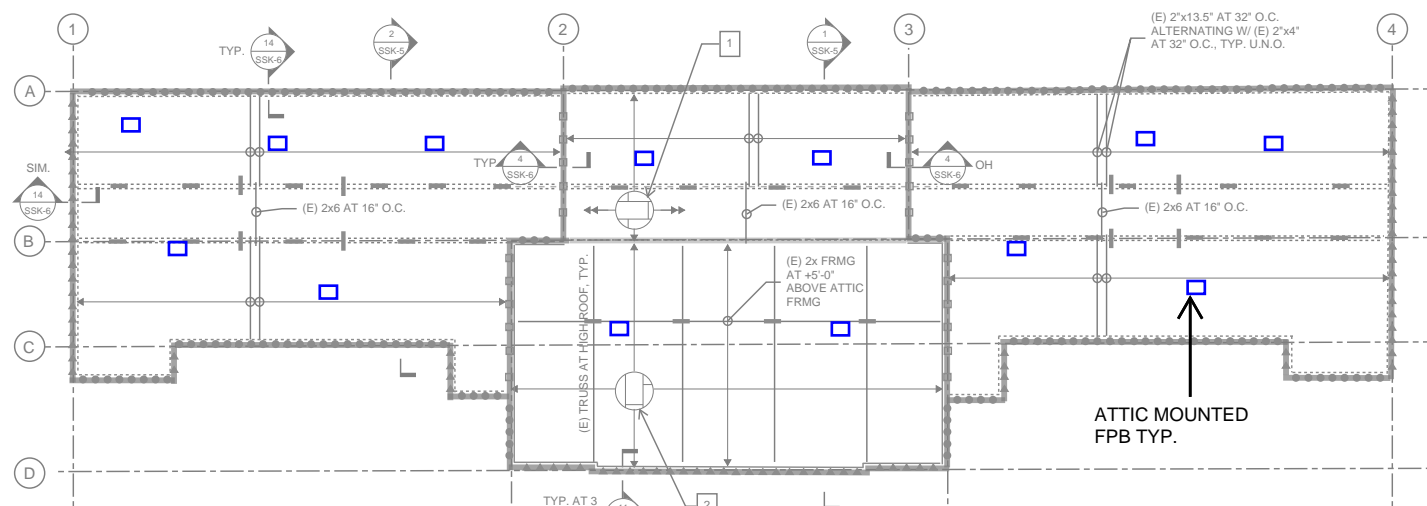 1
2
3
4
A
B
C
D
TYP.
14
SSK-6
2
SSK-5
1
1
SSK-5
(E) 2"x13.5" AT 32" O.C.
ALTERNATING W/ (E) 2"x4"
AT 32" O.C., TYP. U.N.O.
SIM.
14
SSK-6
TYP.
4
SSK-6
4
SSK-6
OH
(E) 2x6 AT 16" O.C.
(E) 2x6 AT 16" O.C.
(E) 2x6 AT 16" O.C.
(E) TRUSS AT HIGH ROOF, TYP.
(E) 2x FRMG
AT +5'-0"
ABOVE ATTIC
FRMG
ATTIC MOUNTED
FPB TYP.
TYP. AT 3
2